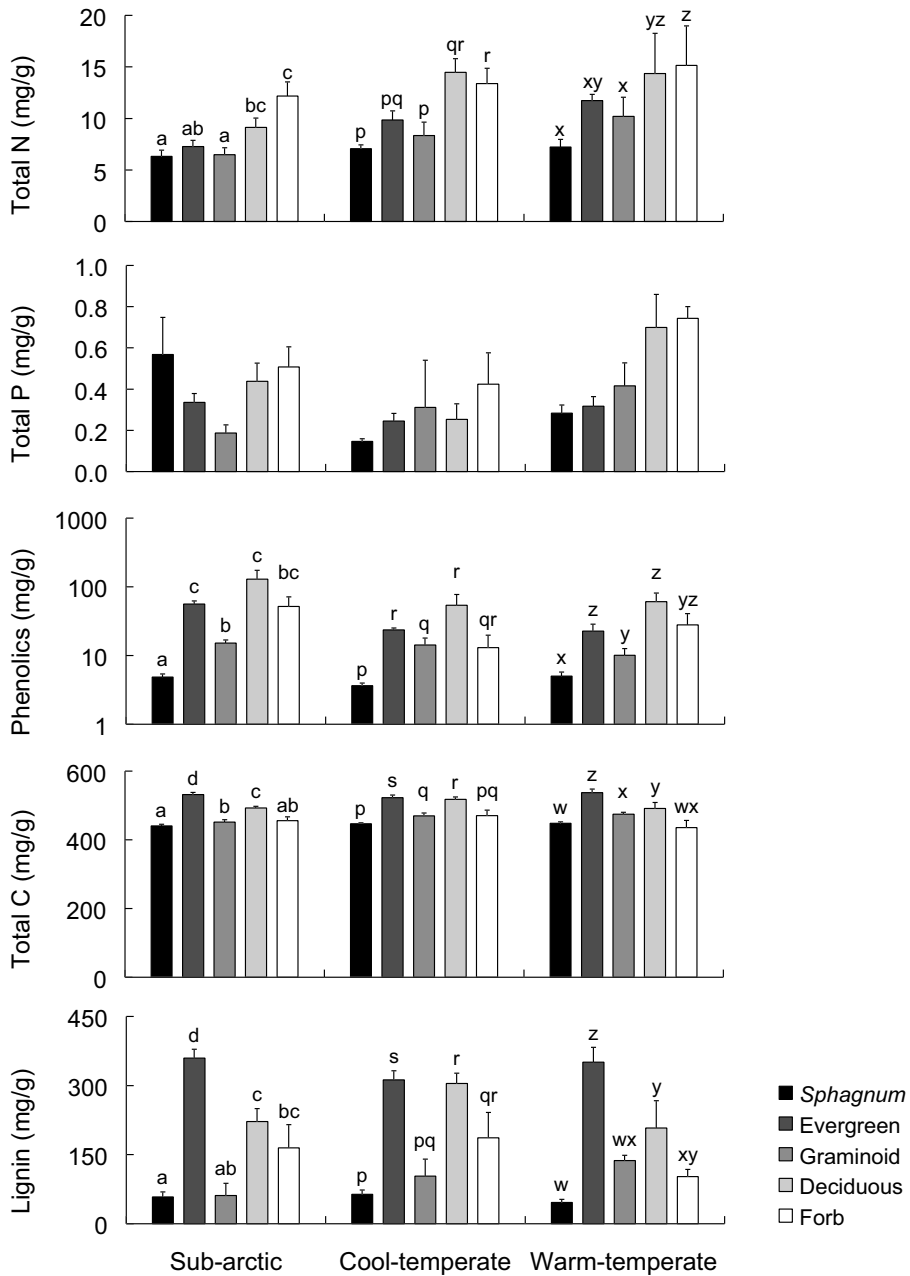 Total N (mg/g)
20
15
10
5
0
a ab a bc c
p pq p qr r
x xy x yz z
Total P (mg/g)
1.0
0.8
0.6
0.4
0.2
0.0
Phenolics (mg/g)
1000
100
10
1
a c b c bc
p r q r qr
x z y z yz
Total C (mg/g)
600
400
200
0
a d b c ab
p s q r pq
w z x y wx
Lignin (mg/g)
450
300
150
0
a d ab c bc
p s pq r qr
w z wx y xy
Sub-arctic Cool-temperate Warm-temperate
Sphagnum
Evergreen
Graminoid
Deciduous
Forb